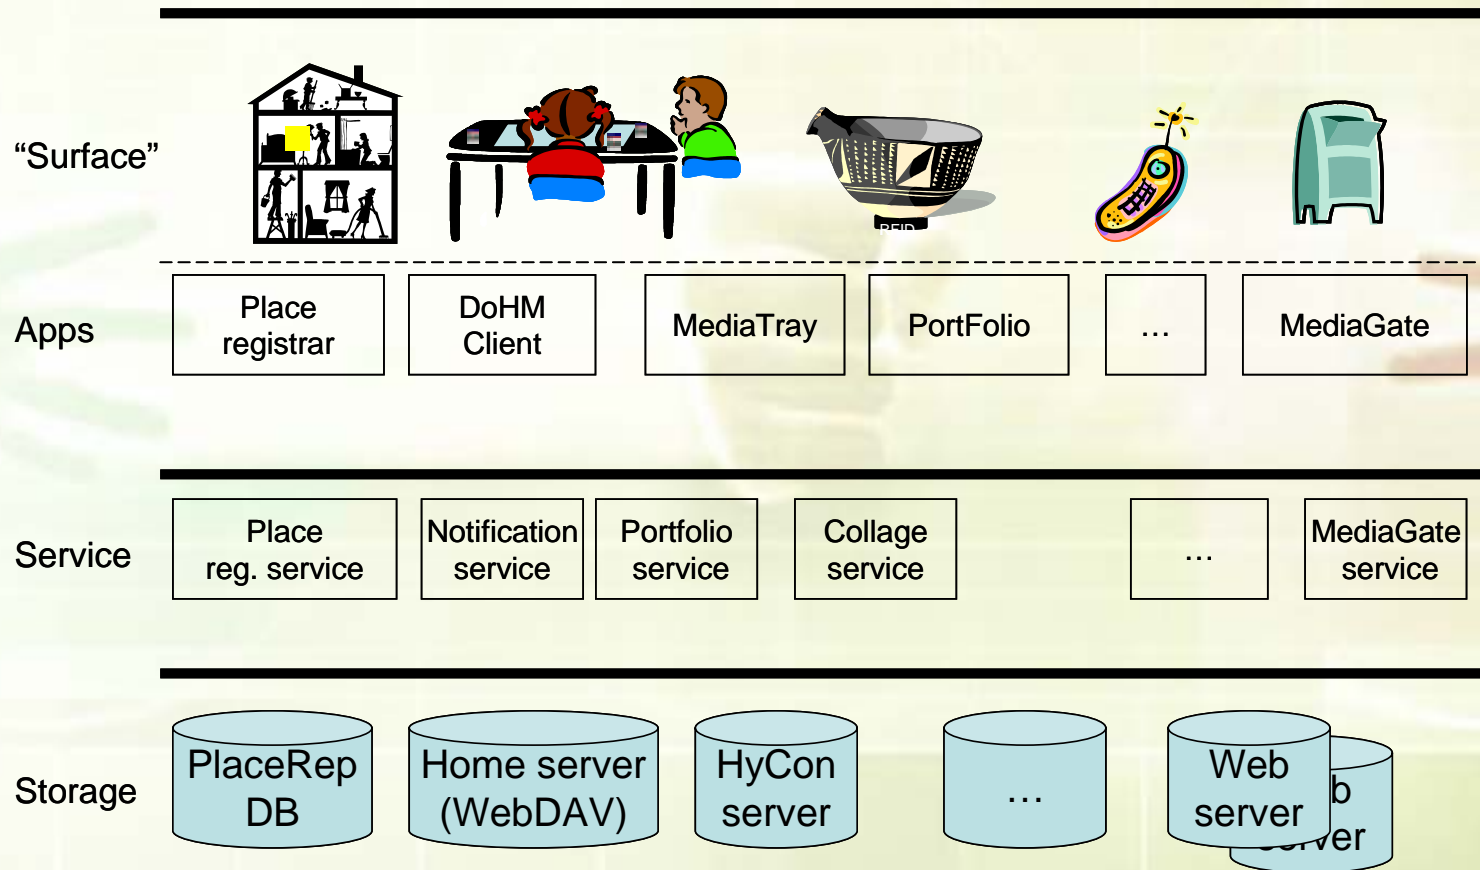 “Surface”
RFID
Apps
Place
registrar
DoHM
Client
MediaTray
PortFolio
…
MediaGate
Service
Place
reg. service
Notification
service
Portfolio
service
Collage
service
…
MediaGate
service
Storage
PlaceRep
DB
Home server
(WebDAV)
HyCon
server
…
Web
server